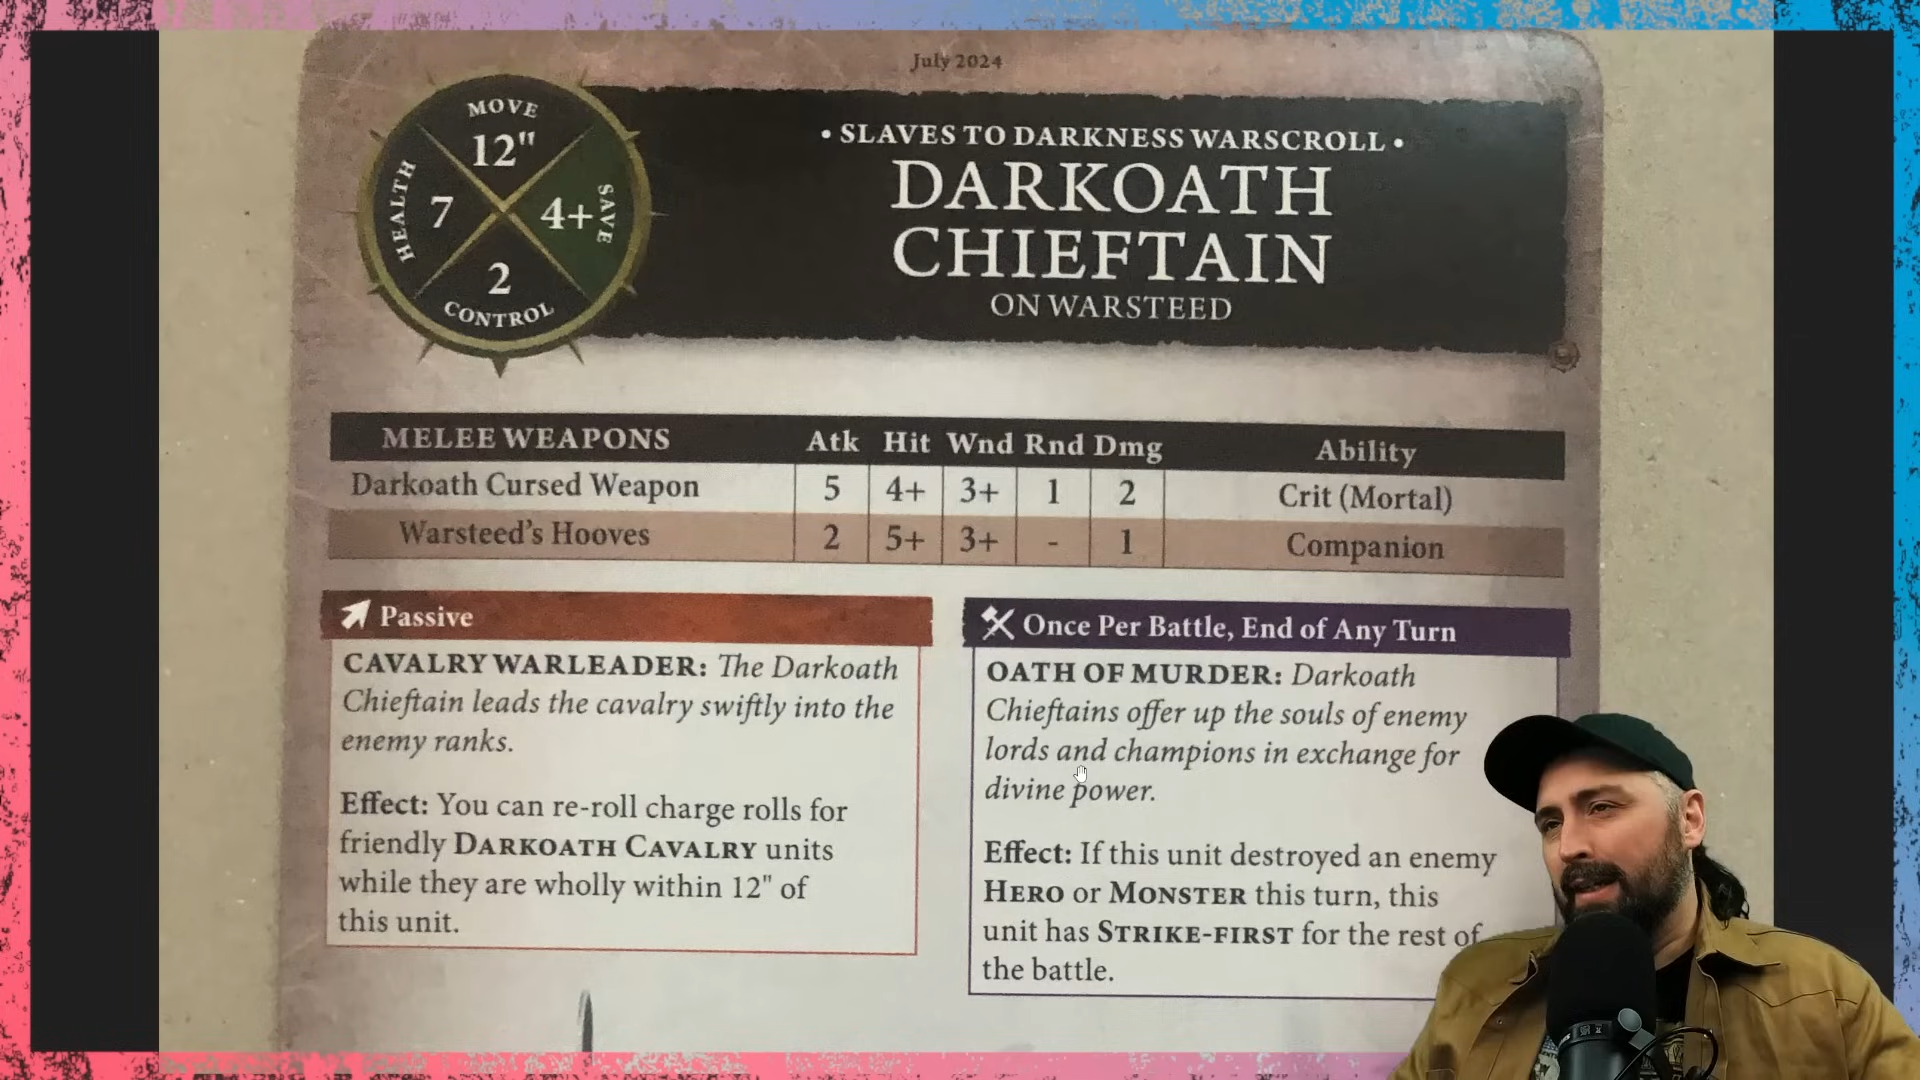 July 2024
MOVE
12"
HEALTH
7
4+
SAVE
2
CONTROL
• SLAVES TO DARKNESS WARSCROLL •
DARKOATH
CHIEFTAIN
ON WARSTEED
MELEE WEAPONS Atk Hit Wnd Rnd Dmg Ability
Darkoath Cursed Weapon 5 4+ 3+ 1 2 Crit (Mortal)
Warsteed's Hooves 2 5+ 3+ - 1 Companion
Passive
CAVALRY WARLEADER: The Darkoath
Chieftain leads the cavalry swiftly into the
enemy ranks.
Effect: You can re-roll charge rolls for
friendly DARKOATH CAVALRY units
while they are wholly within 12" of
this unit.
Once Per Battle, End of Any Turn
OATH OF MURDER: Darkoath
Chieftains offer up the souls of enemy
lords and champions in exchange for
divine power.
Effect: If this unit destroyed an enemy
HERO or MONSTER this turn, this
unit has STRIKE-FIRST for the rest of
the battle.